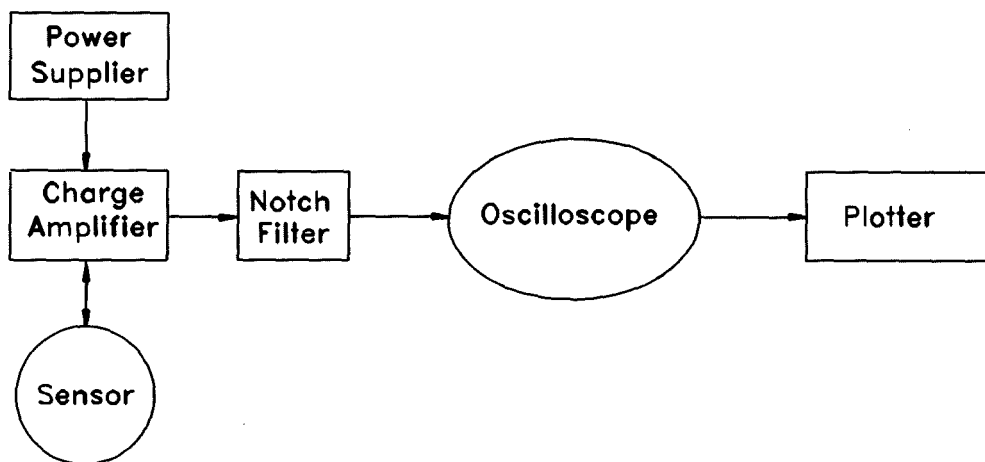 Power
Supplier
Charge
Amplifier
Notch
Filter
Oscilloscope
Plotter
Sensor